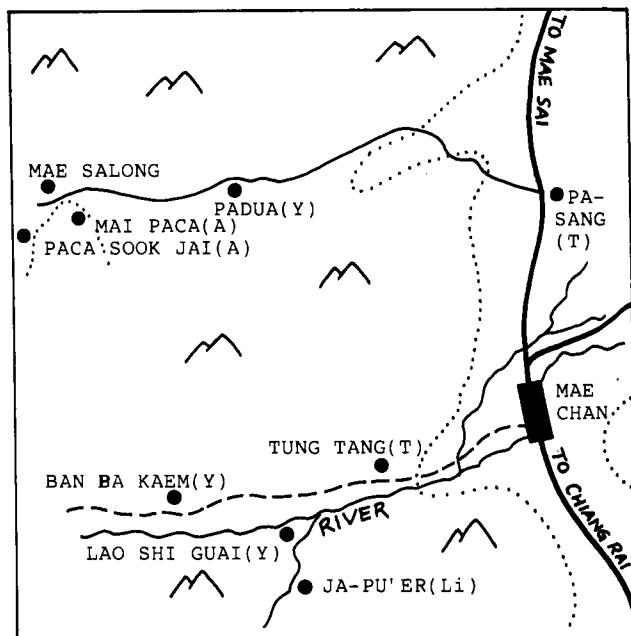 TO MAE SAI
MAE SALONG
PADUA(Y)
PA-
SANG
(T)
MAI PACA(A)
PACA SOOK JAI(A)
MAE
CHAN
TUNG TANG(T)
BAN BA KAEM(Y)
TO CHIANG RAI
RIVER
LAO SHI GUAI(Y)
JA-PU'ER(Li)